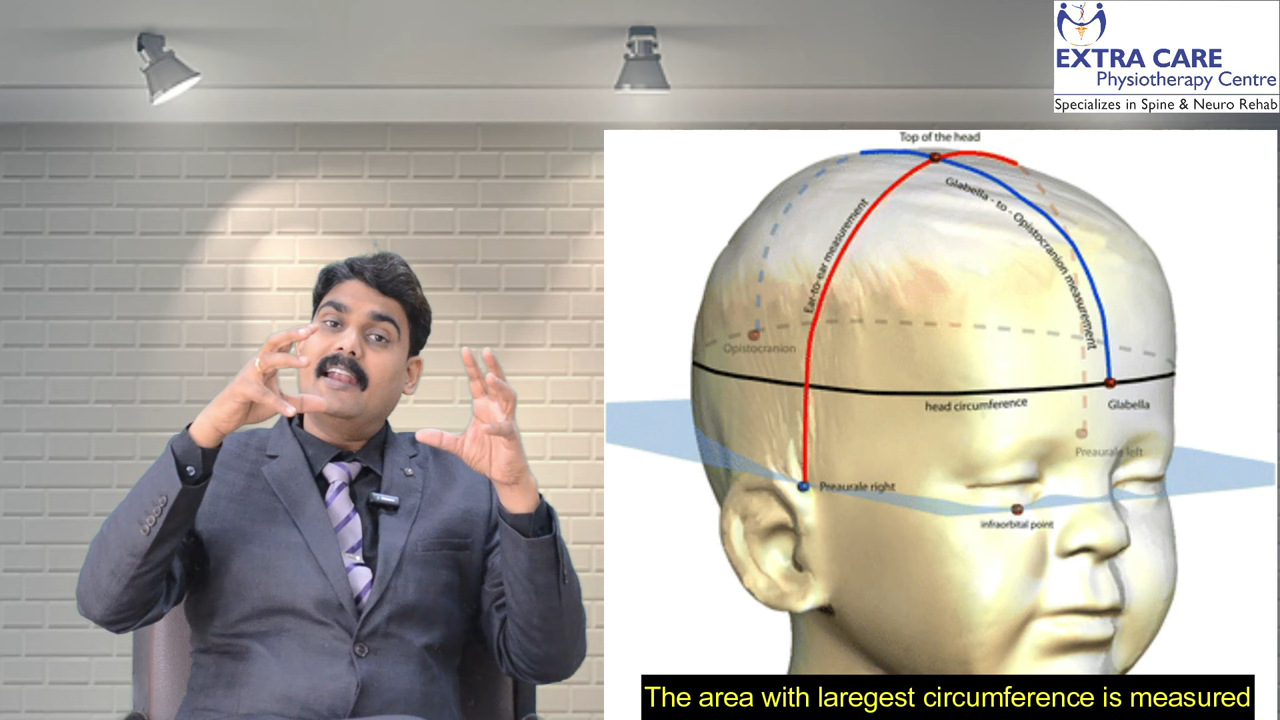 EXTRA CARE
Physiotherapy Centre
Specializes in Spine & Neuro Rehab
Top of the head
Glabella - to - Opistocranion measurement
Ear-to-ear measurement
Opistocranion
head circumference
Glabella
Preaurale left
Preaurale right
infraorbital point
The area with laregest circumference is measured